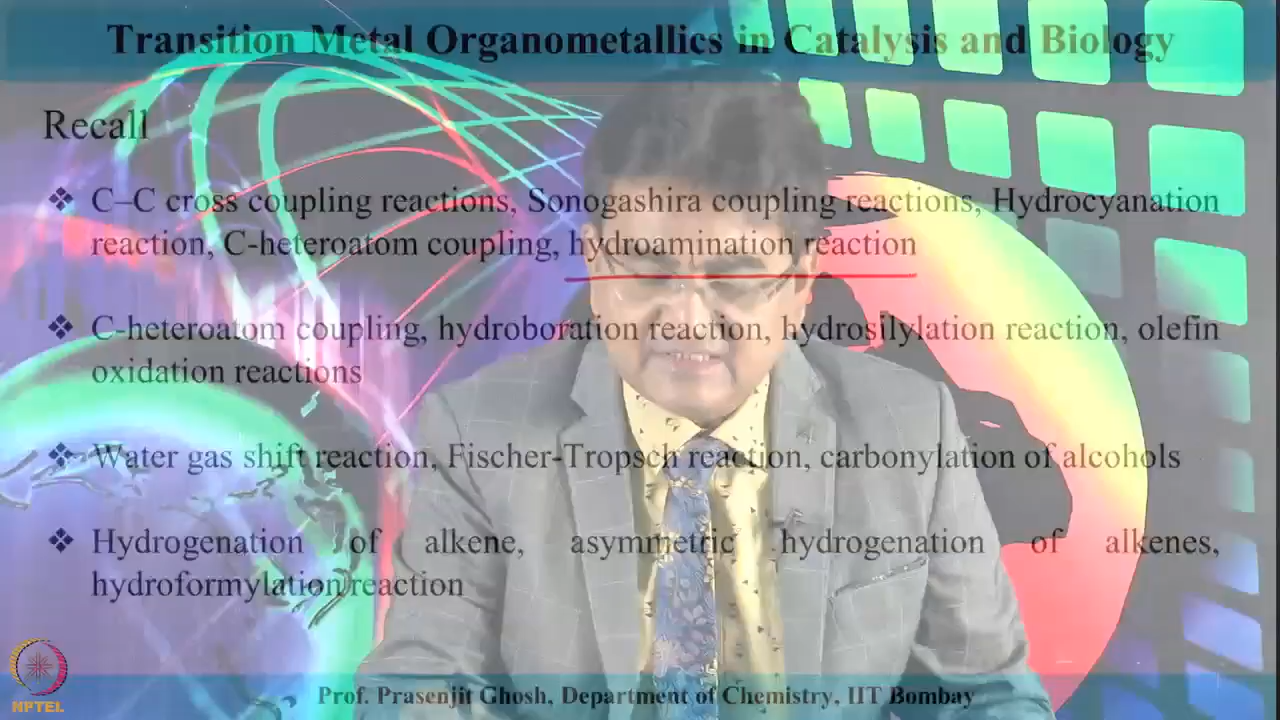 Transition Metal Organometallics in Catalysis and Biology
Recall
❖ C–C cross coupling reactions, Sonogashira coupling reactions, Hydrocyanation
reaction, C-heteroatom coupling, hydroamination reaction
❖ C-heteroatom coupling, hydroboration reaction, hydrosilylation reaction, olefin
oxidation reactions
❖ Water gas shift reaction, Fischer-Tropsch reaction, carbonylation of alcohols
❖ Hydrogenation of alkene, asymmetric hydrogenation of alkenes,
hydroformylation reaction
NPTEL
Prof. Prasenjit Ghosh, Department of Chemistry, IIT Bombay